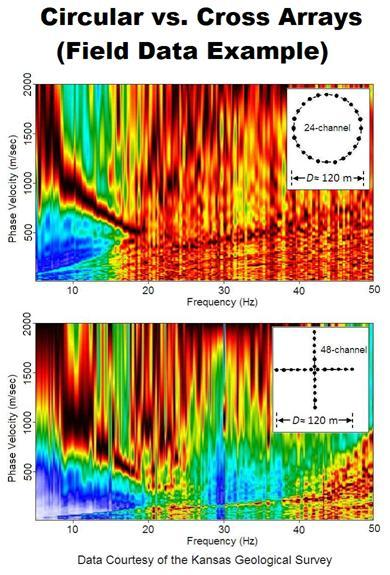 Circular vs. Cross Arrays
(Field Data Example)
Phase Velocity (m/sec)
2000
1500
1000
500
24-channel
D≈ 120 m
10 20 30 40 50
Frequency (Hz)
Phase Velocity (m/sec)
2000
1500
1000
500
48-channel
D≈ 120 m
10 20 30 40 50
Frequency (Hz)
Data Courtesy of the Kansas Geological Survey